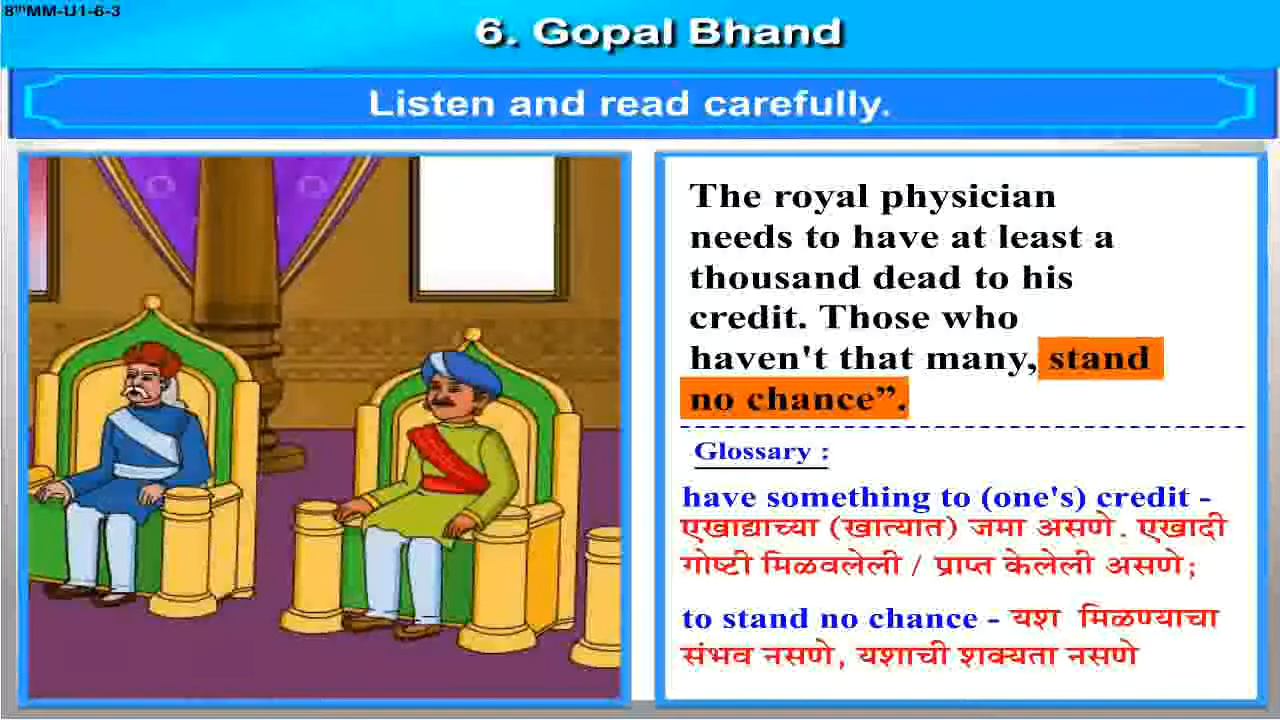 8thMM-U1-6-3
6. Gopal Bhand
Listen and read carefully.
The royal physician
needs to have at least a
thousand dead to his
credit. Those who
haven't that many, stand
no chance”.
Glossary :
have something to (one's) credit -
एखाद्याच्या (खात्यात) जमा असणे. एखादी
गोष्टी मिळवलेली / प्राप्त केलेली असणे;
to stand no chance - यश मिळण्याचा
संभव नसणे, यशाची शक्यता नसणे